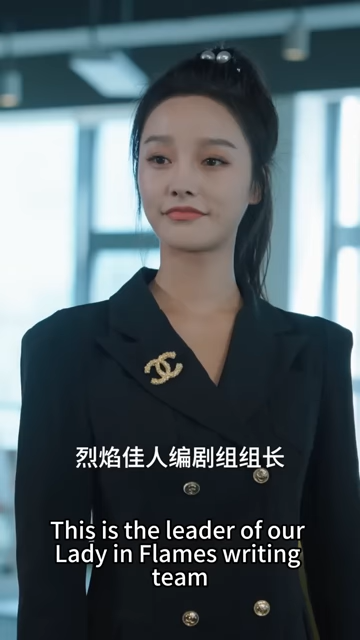 烈焰佳人编剧组组长
This is the leader of our
Lady in Flames writing
team